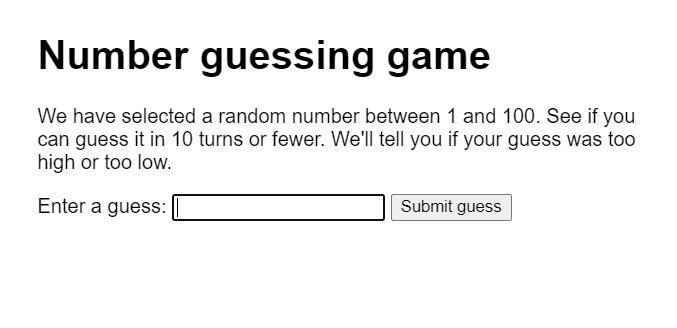 Number guessing game
We have selected a random number between 1 and 100. See if you
can guess it in 10 turns or fewer. We'll tell you if your guess was too
high or too low.
Enter a guess: Submit guess